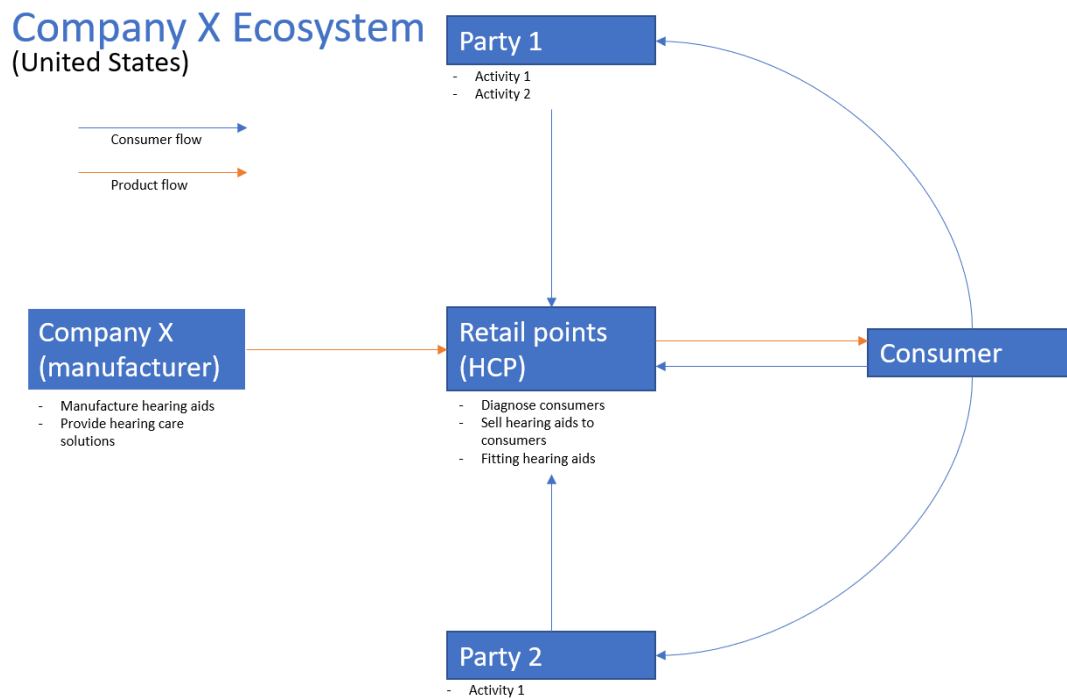 Company X Ecosystem
(United States)
Party 1
- Activity 1
- Activity 2
Consumer flow
Product flow
Company X
(manufacturer)
- Manufacture hearing aids
- Provide hearing care
solutions
Retail points
(HCP)
- Diagnose consumers
- Sell hearing aids to
consumers
- Fitting hearing aids
Consumer
Party 2
- Activity 1